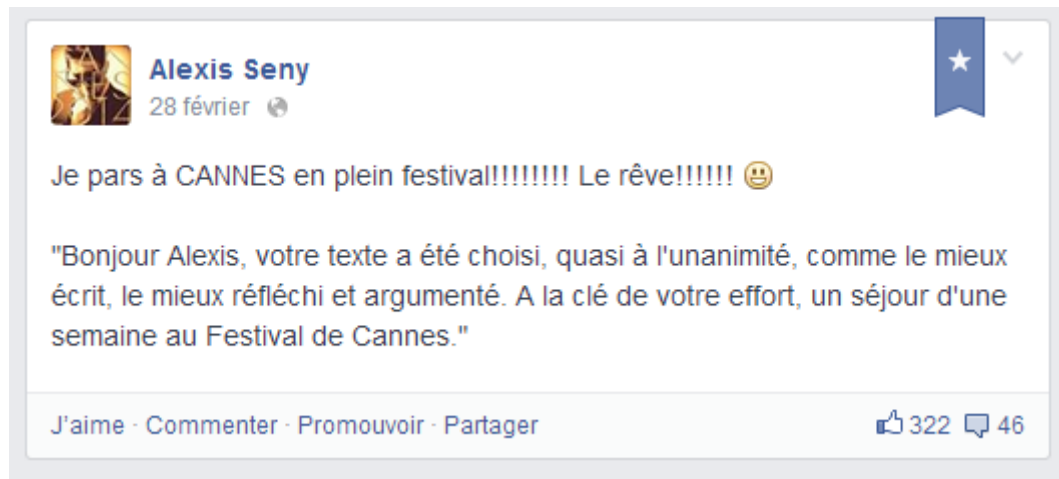 Alexis Seny
28 février
Je pars à CANNES en plein festival!!!!!!!! Le rêve!!!!!!
"Bonjour Alexis, votre texte a été choisi, quasi à l'unanimité, comme le mieux
écrit, le mieux réfléchi et argumenté. A la clé de votre effort, un séjour d'une
semaine au Festival de Cannes."
J'aime · Commenter · Promouvoir · Partager 322 46